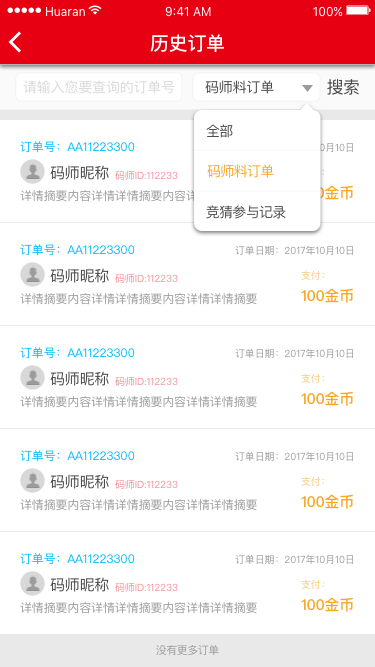 Huaran 9:41 AM 100%
历史订单
请输入您要查询的订单号 码师料订单 搜索
全部
码师料订单
竞猜参与记录
订单号：AA11223300 月10日
码师昵称 码师ID:112233
详情摘要内容详情详情摘要内容详 金币
订单号：AA11223300 订单日期：2017年10月10日
码师昵称 码师ID:112233 支付：
详情摘要内容详情详情摘要内容详情详情摘要 100金币
订单号：AA11223300 订单日期：2017年10月10日
码师昵称 码师ID:112233 支付：
详情摘要内容详情详情摘要内容详情详情摘要 100金币
订单号：AA11223300 订单日期：2017年10月10日
码师昵称 码师ID:112233 支付：
详情摘要内容详情详情摘要内容详情详情摘要 100金币
订单号：AA11223300 订单日期：2017年10月10日
码师昵称 码师ID:112233 支付：
详情摘要内容详情详情摘要内容详情详情摘要 100金币
没有更多订单